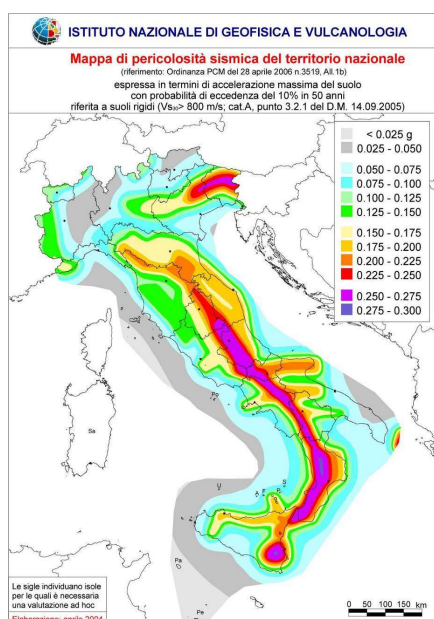 ISTITUTO NAZIONALE DI GEOFISICA E VULCANOLOGIA
Mappa di pericolosità sismica del territorio nazionale
(riferimento: Ordinanza PCM del 28 aprile 2006 n.3519, All.1b)
espressa in termini di accelerazione massima del suolo
con probabilità di eccedenza del 10% in 50 anni
riferita a suoli rigidi (Vs30> 800 m/s; cat.A, punto 3.2.1 del D.M. 14.09.2005)
< 0.025 g
0.025 - 0.050
0.050 - 0.075
0.075 - 0.100
0.100 - 0.125
0.125 - 0.150
0.150 - 0.175
0.175 - 0.200
0.200 - 0.225
0.225 - 0.250
0.250 - 0.275
0.275 - 0.300
Po
Sa
U
A
F
P
S
Pa
Pe
Le sigle individuano isole
per le quali è necessaria
una valutazione ad hoc
Elaborazione: aprile 2004
0 50 100 150 km